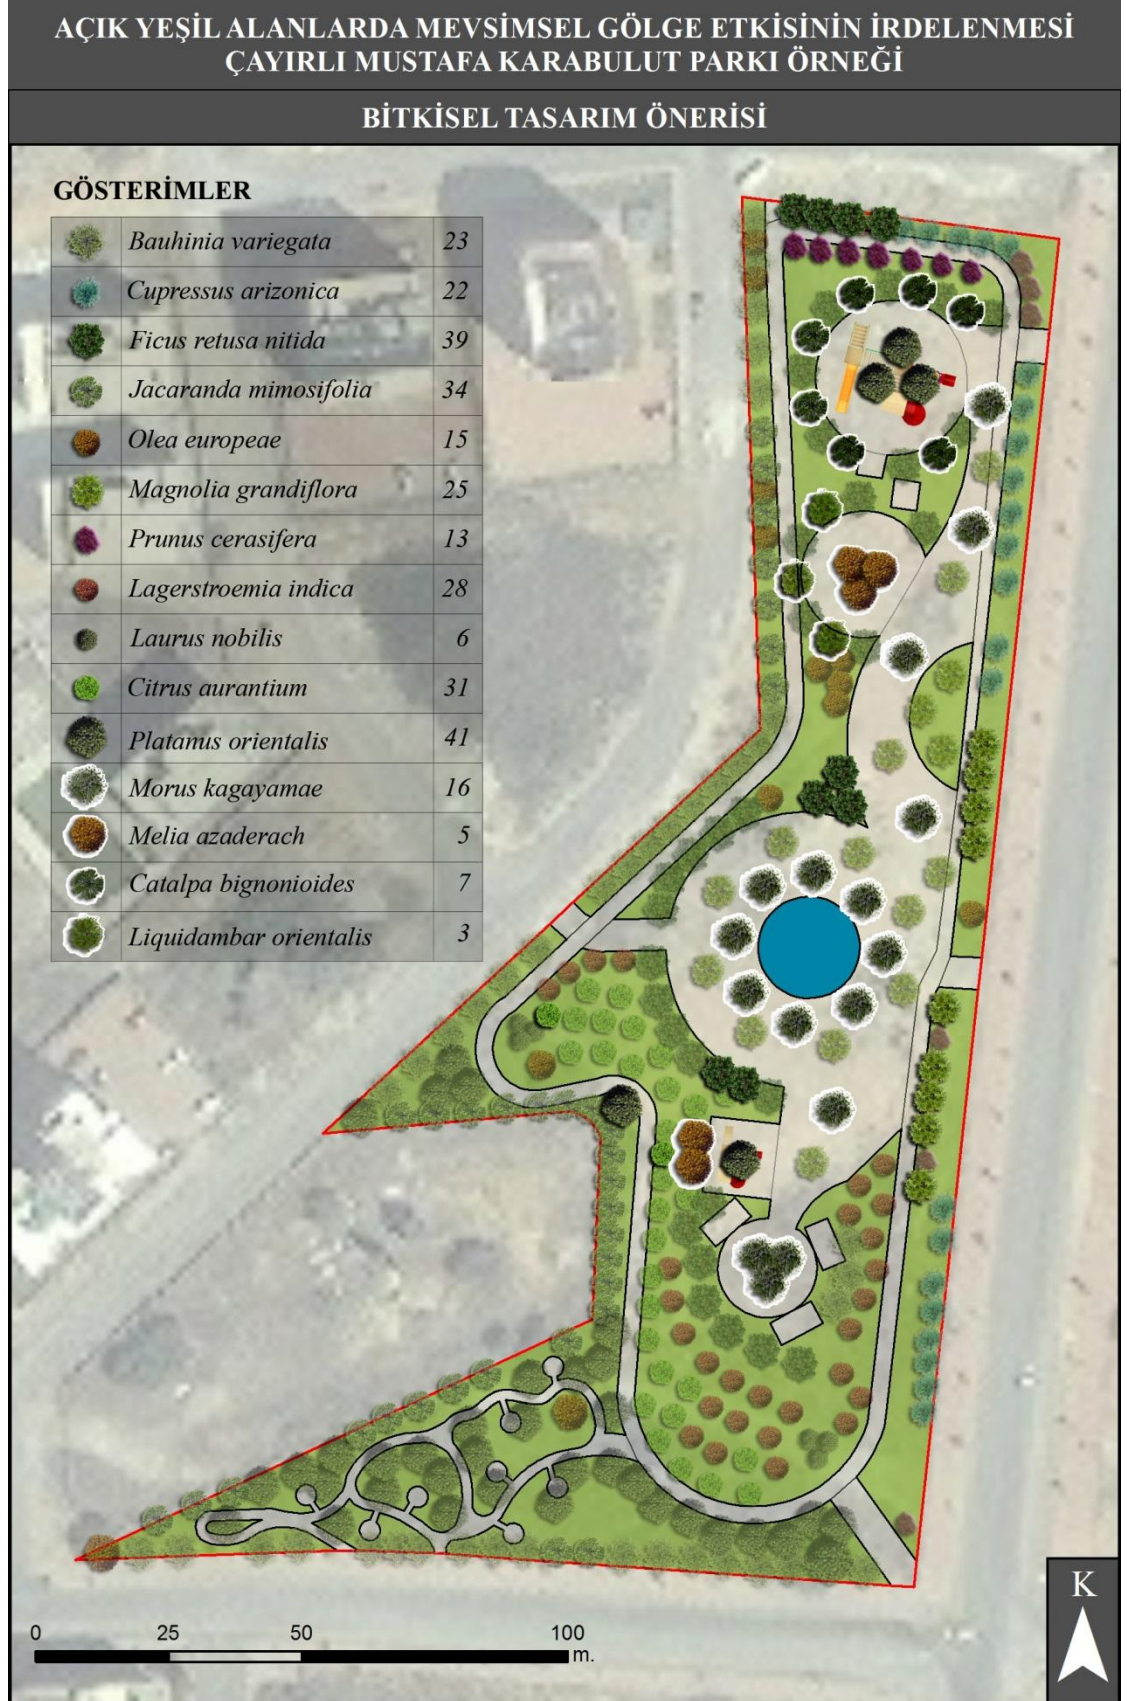 AÇIK YEŞİL ALANLARDA MEVSİMSEL GÖLGE ETKİSİNİN İRDELENMESİ
ÇAYIRLI MUSTAFA KARABULUT PARKI ÖRNEĞİ
BİTKİSEL TASARIM ÖNERİSİ
GÖSTERİMLER
Bauhinia variegata 23
Cupressus arizonica 22
Ficus retusa nitida 39
Jacaranda mimosifolia 34
Olea europeae 15
Magnolia grandiflora 25
Prunus cerasifera 13
Lagerstroemia indica 28
Laurus nobilis 6
Citrus aurantium 31
Platanus orientalis 41
Morus kagayamae 16
Melia azaderach 5
Catalpa bignonioides 7
Liquidambar orientalis 3
K
0 25 50 100
m.